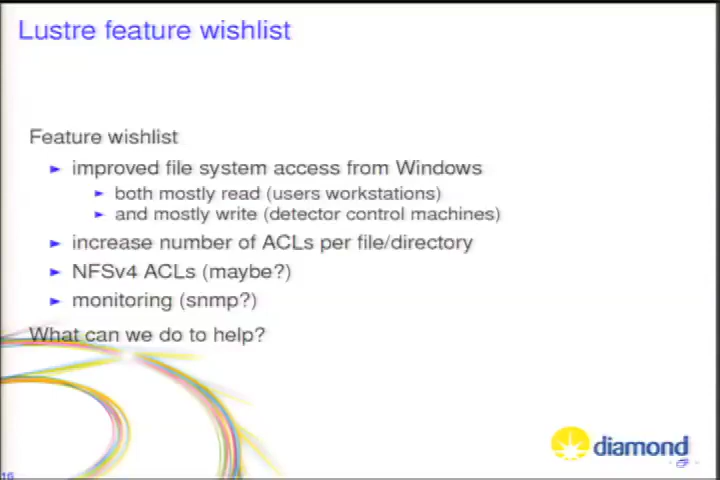 Lustre feature wishlist
Feature wishlist
improved file system access from Windows
both mostly read (users workstations)
and mostly write (detector control machines)
increase number of ACLs per file/directory
NFSv4 ACLs (maybe?)
monitoring (snmp?)
What can we do to help?
diamond
16